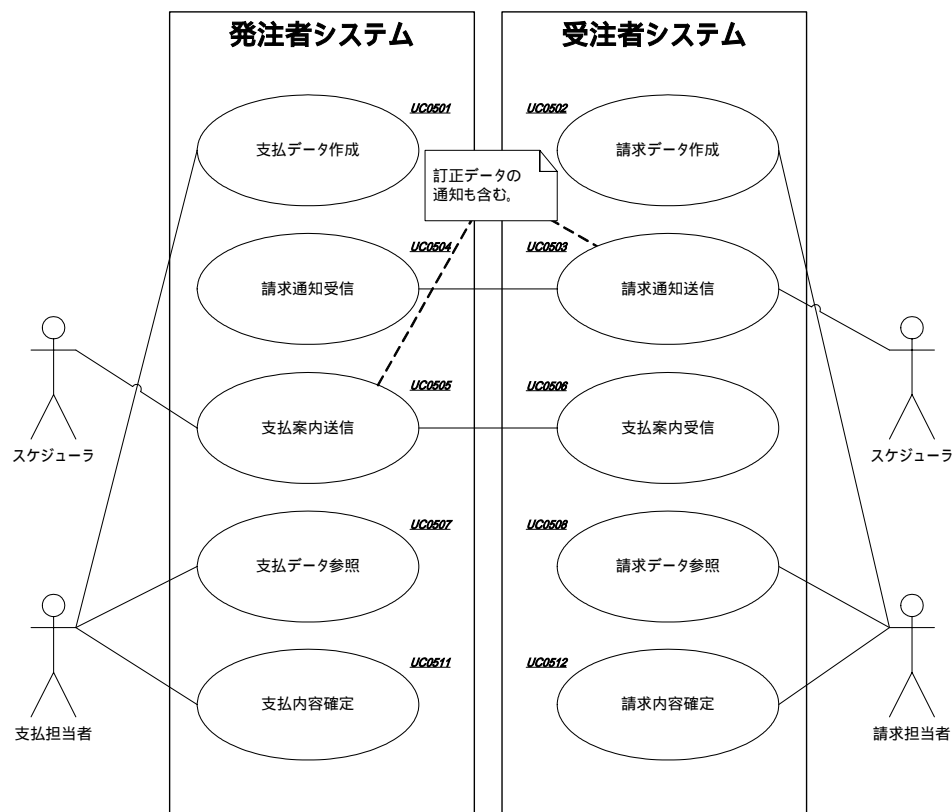 発注者システム
受注者システム
UC0501
UC0502
支払データ作成
請求データ作成
訂正データの
通知も含む。
UC0504
UC0503
請求通知受信
請求通知送信
UC0505
UC0506
支払案内送信
支払案内受信
スケジューラ
スケジューラ
UC0507
UC0508
支払データ参照
請求データ参照
UC0511
UC0512
支払内容確定
請求内容確定
支払担当者
請求担当者